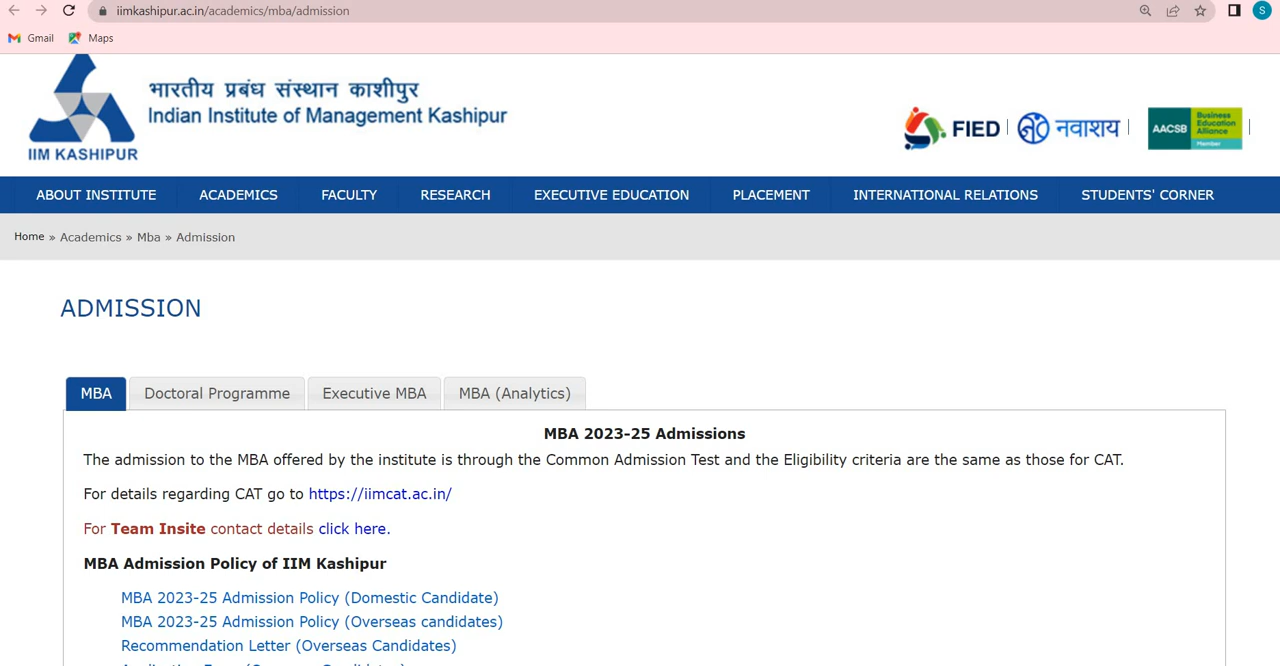 iimkashipur.ac.in/academics/mba/admission
S
Gmail Maps
भारतीय प्रबंध संस्थान काशीपुर
Indian Institute of Management Kashipur
IIM KASHIPUR
FIED
नवाशय
AACSB
Business
Education
Alliance
Member
ABOUT INSTITUTE ACADEMICS FACULTY RESEARCH EXECUTIVE EDUCATION PLACEMENT INTERNATIONAL RELATIONS STUDENTS' CORNER
Home » Academics » Mba » Admission
ADMISSION
MBA Doctoral Programme Executive MBA MBA (Analytics)
MBA 2023-25 Admissions
The admission to the MBA offered by the institute is through the Common Admission Test and the Eligibility criteria are the same as those for CAT.
For details regarding CAT go to https://iimcat.ac.in/
For Team Insite contact details click here.
MBA Admission Policy of IIM Kashipur
MBA 2023-25 Admission Policy (Domestic Candidate)
MBA 2023-25 Admission Policy (Overseas candidates)
Recommendation Letter (Overseas Candidates)